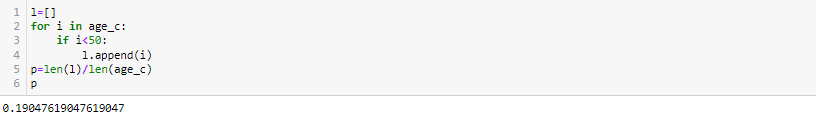 1 l=[]
2 for i in age_c:
3     if i<50:
4         l.append(i)
5 p=len(l)/len(age_c)
6 p
0.19047619047619047